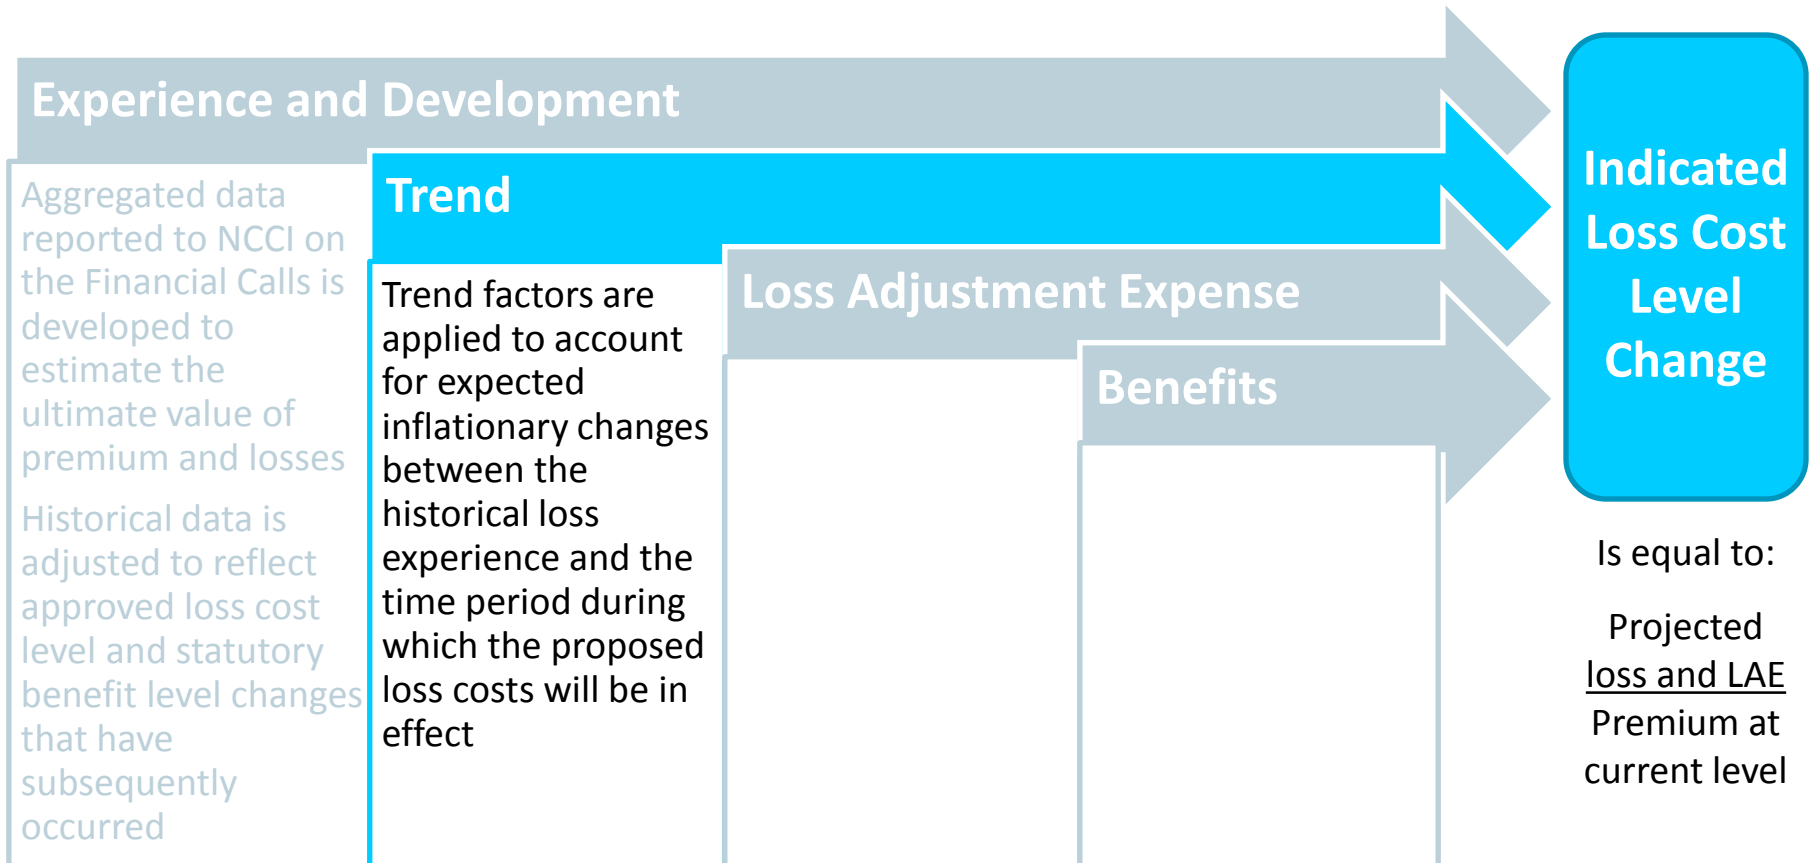 Experience and Development
Aggregated data
reported to NCCI on
the Financial Calls is
developed to
estimate the
ultimate value of
premium and losses
Historical data is
adjusted to reflect
approved loss cost
level and statutory
benefit level changes
that have
subsequently
occurred
Trend
Trend factors are
applied to account
for expected
inflationary changes
between the
historical loss
experience and the
time period during
which the proposed
loss costs will be in
effect
Loss Adjustment Expense
Benefits
Indicated
Loss Cost
Level
Change
Is equal to:
Projected
loss and LAE
Premium at
current level